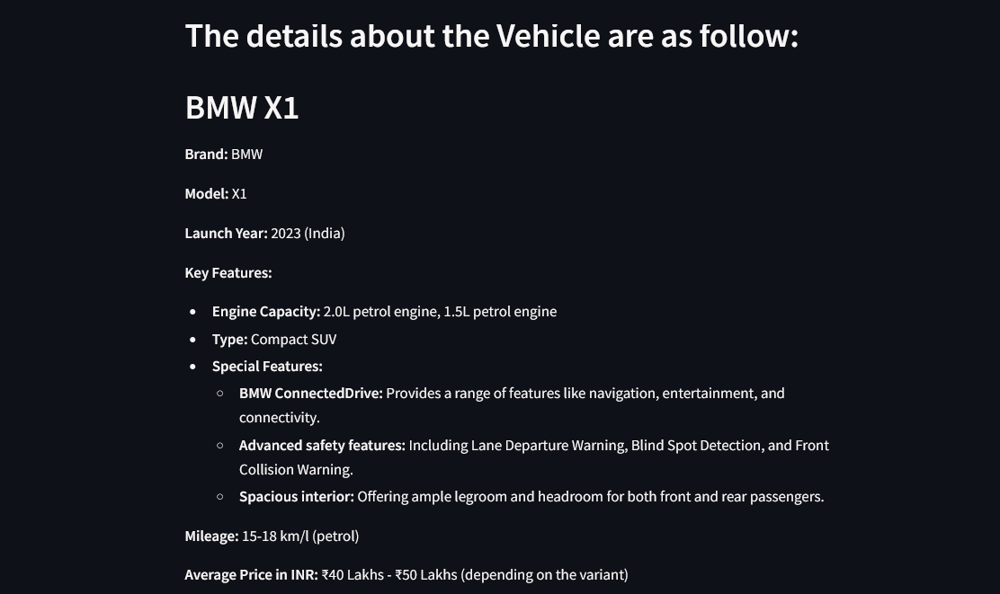 The details about the Vehicle are as follow:
BMW X1
Brand: BMW
Model: X1
Launch Year: 2023 (India)
Key Features:
• Engine Capacity: 2.0L petrol engine, 1.5L petrol engine
• Type: Compact SUV
• Special Features:
◦ BMW ConnectedDrive: Provides a range of features like navigation, entertainment, and
connectivity.
◦ Advanced safety features: Including Lane Departure Warning, Blind Spot Detection, and Front
Collision Warning.
◦ Spacious interior: Offering ample legroom and headroom for both front and rear passengers.
Mileage: 15-18 km/l (petrol)
Average Price in INR: ₹40 Lakhs - ₹50 Lakhs (depending on the variant)